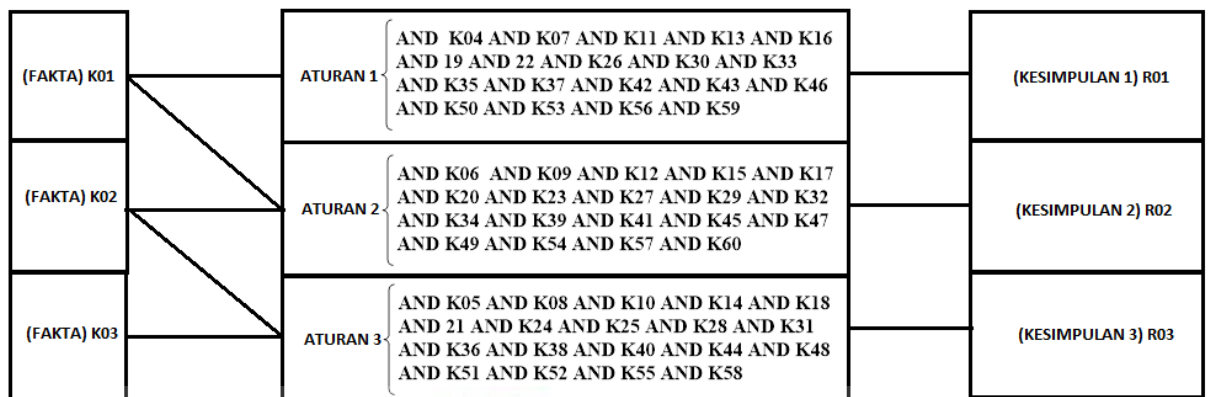 (FAKTA) K01
ATURAN 1
AND K04 AND K07 AND K11 AND K13 AND K16
AND 19 AND 22 AND K26 AND K30 AND K33
AND K35 AND K37 AND K42 AND K43 AND K46
AND K50 AND K53 AND K56 AND K59
(KESIMPULAN 1) R01
(FAKTA) K02
ATURAN 2
AND K06 AND K09 AND K12 AND K15 AND K17
AND K20 AND K23 AND K27 AND K29 AND K32
AND K34 AND K39 AND K41 AND K45 AND K47
AND K49 AND K54 AND K57 AND K60
(KESIMPULAN 2) R02
(FAKTA) K03
ATURAN 3
AND K05 AND K08 AND K10 AND K14 AND K18
AND 21 AND K24 AND K25 AND K28 AND K31
AND K36 AND K38 AND K40 AND K44 AND K48
AND K51 AND K52 AND K55 AND K58
(KESIMPULAN 3) R03